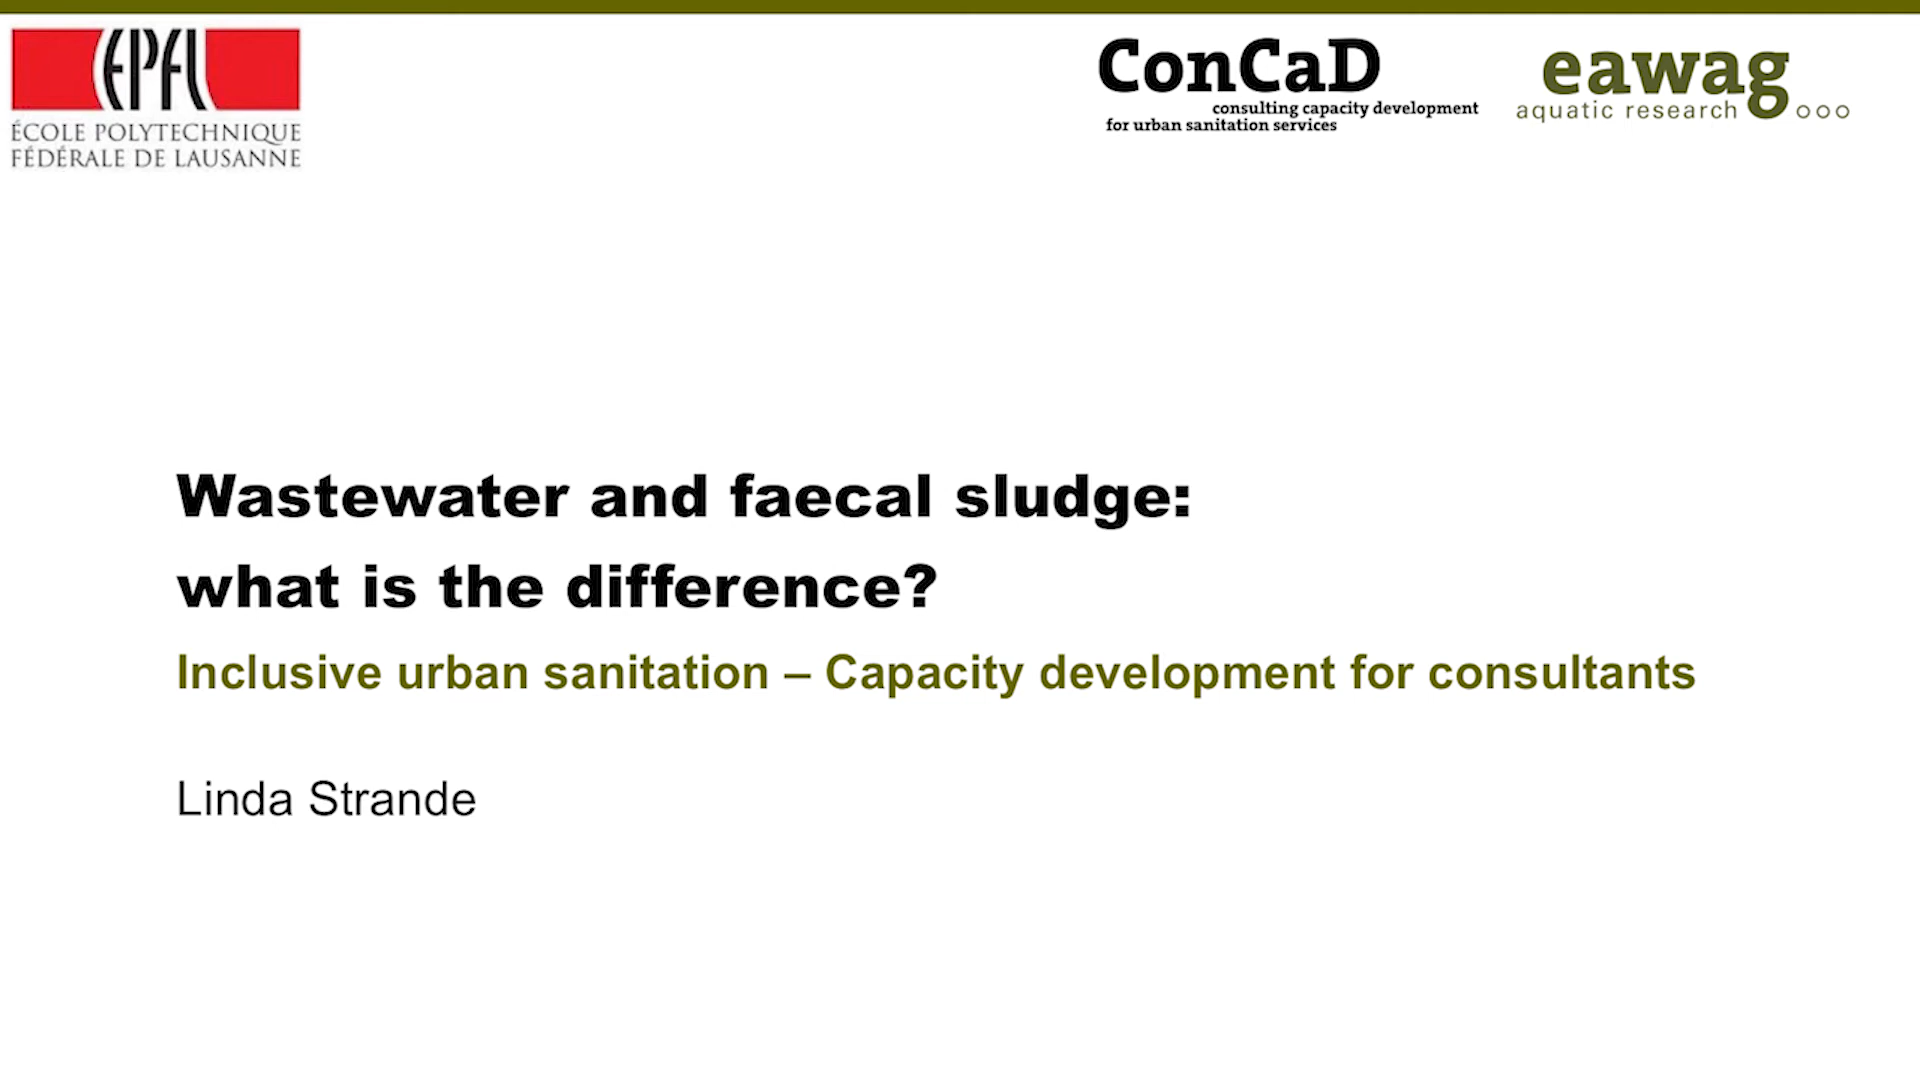 EPFL
ÉCOLE POLYTECHNIQUE
FÉDÉRALE DE LAUSANNE
ConCaD
consulting capacity development
for urban sanitation services
eawag
aquatic research
Wastewater and faecal sludge:
what is the difference?
Inclusive urban sanitation – Capacity development for consultants
Linda Strande